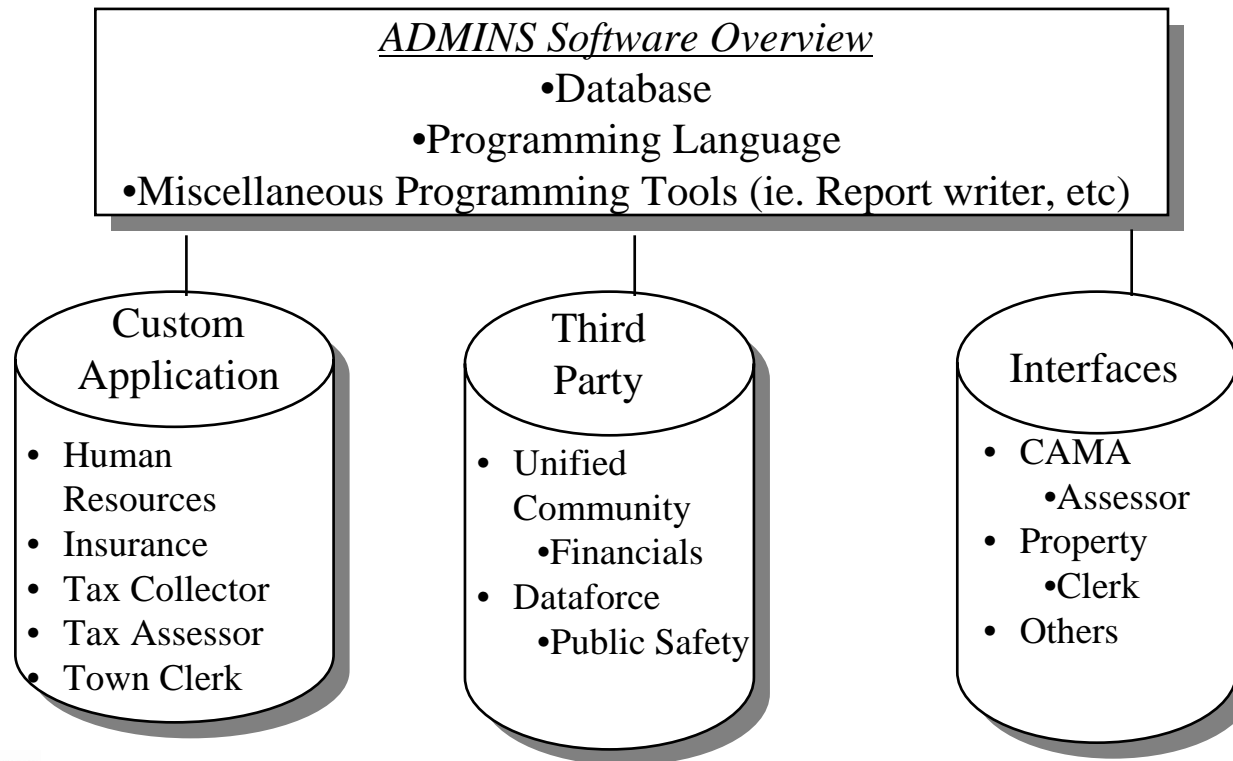 ADMINS Software Overview
•Database
•Programming Language
•Miscellaneous Programming Tools (ie. Report writer, etc)
Custom
Application
• Human
Resources
• Insurance
• Tax Collector
• Tax Assessor
• Town Clerk
Third
Party
• Unified
Community
•Financials
• Dataforce
•Public Safety
Interfaces
• CAMA
•Assessor
• Property
•Clerk
• Others